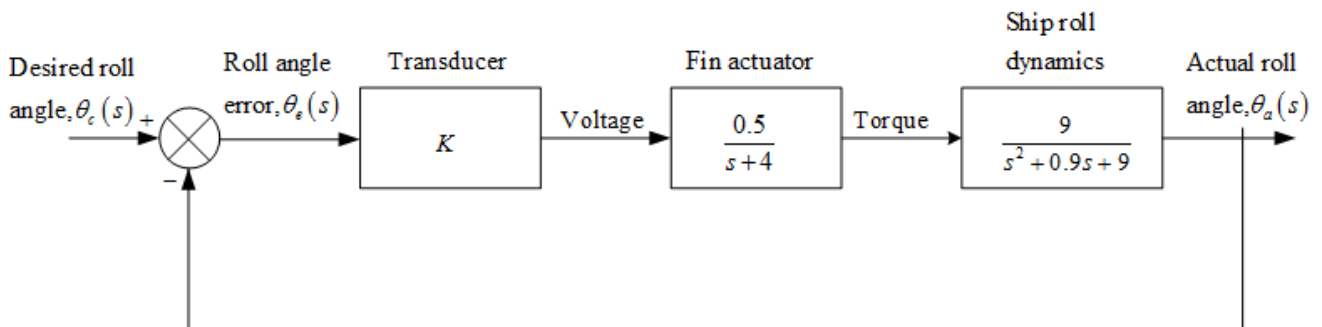 Desired roll
angle,θc(s)
+
−
Roll angle
error,θe(s)
Transducer
K
Voltage
Fin actuator
0.5
s+4
Torque
Ship roll
dynamics
9
s²+0.9s+9
Actual roll
angle,θa(s)